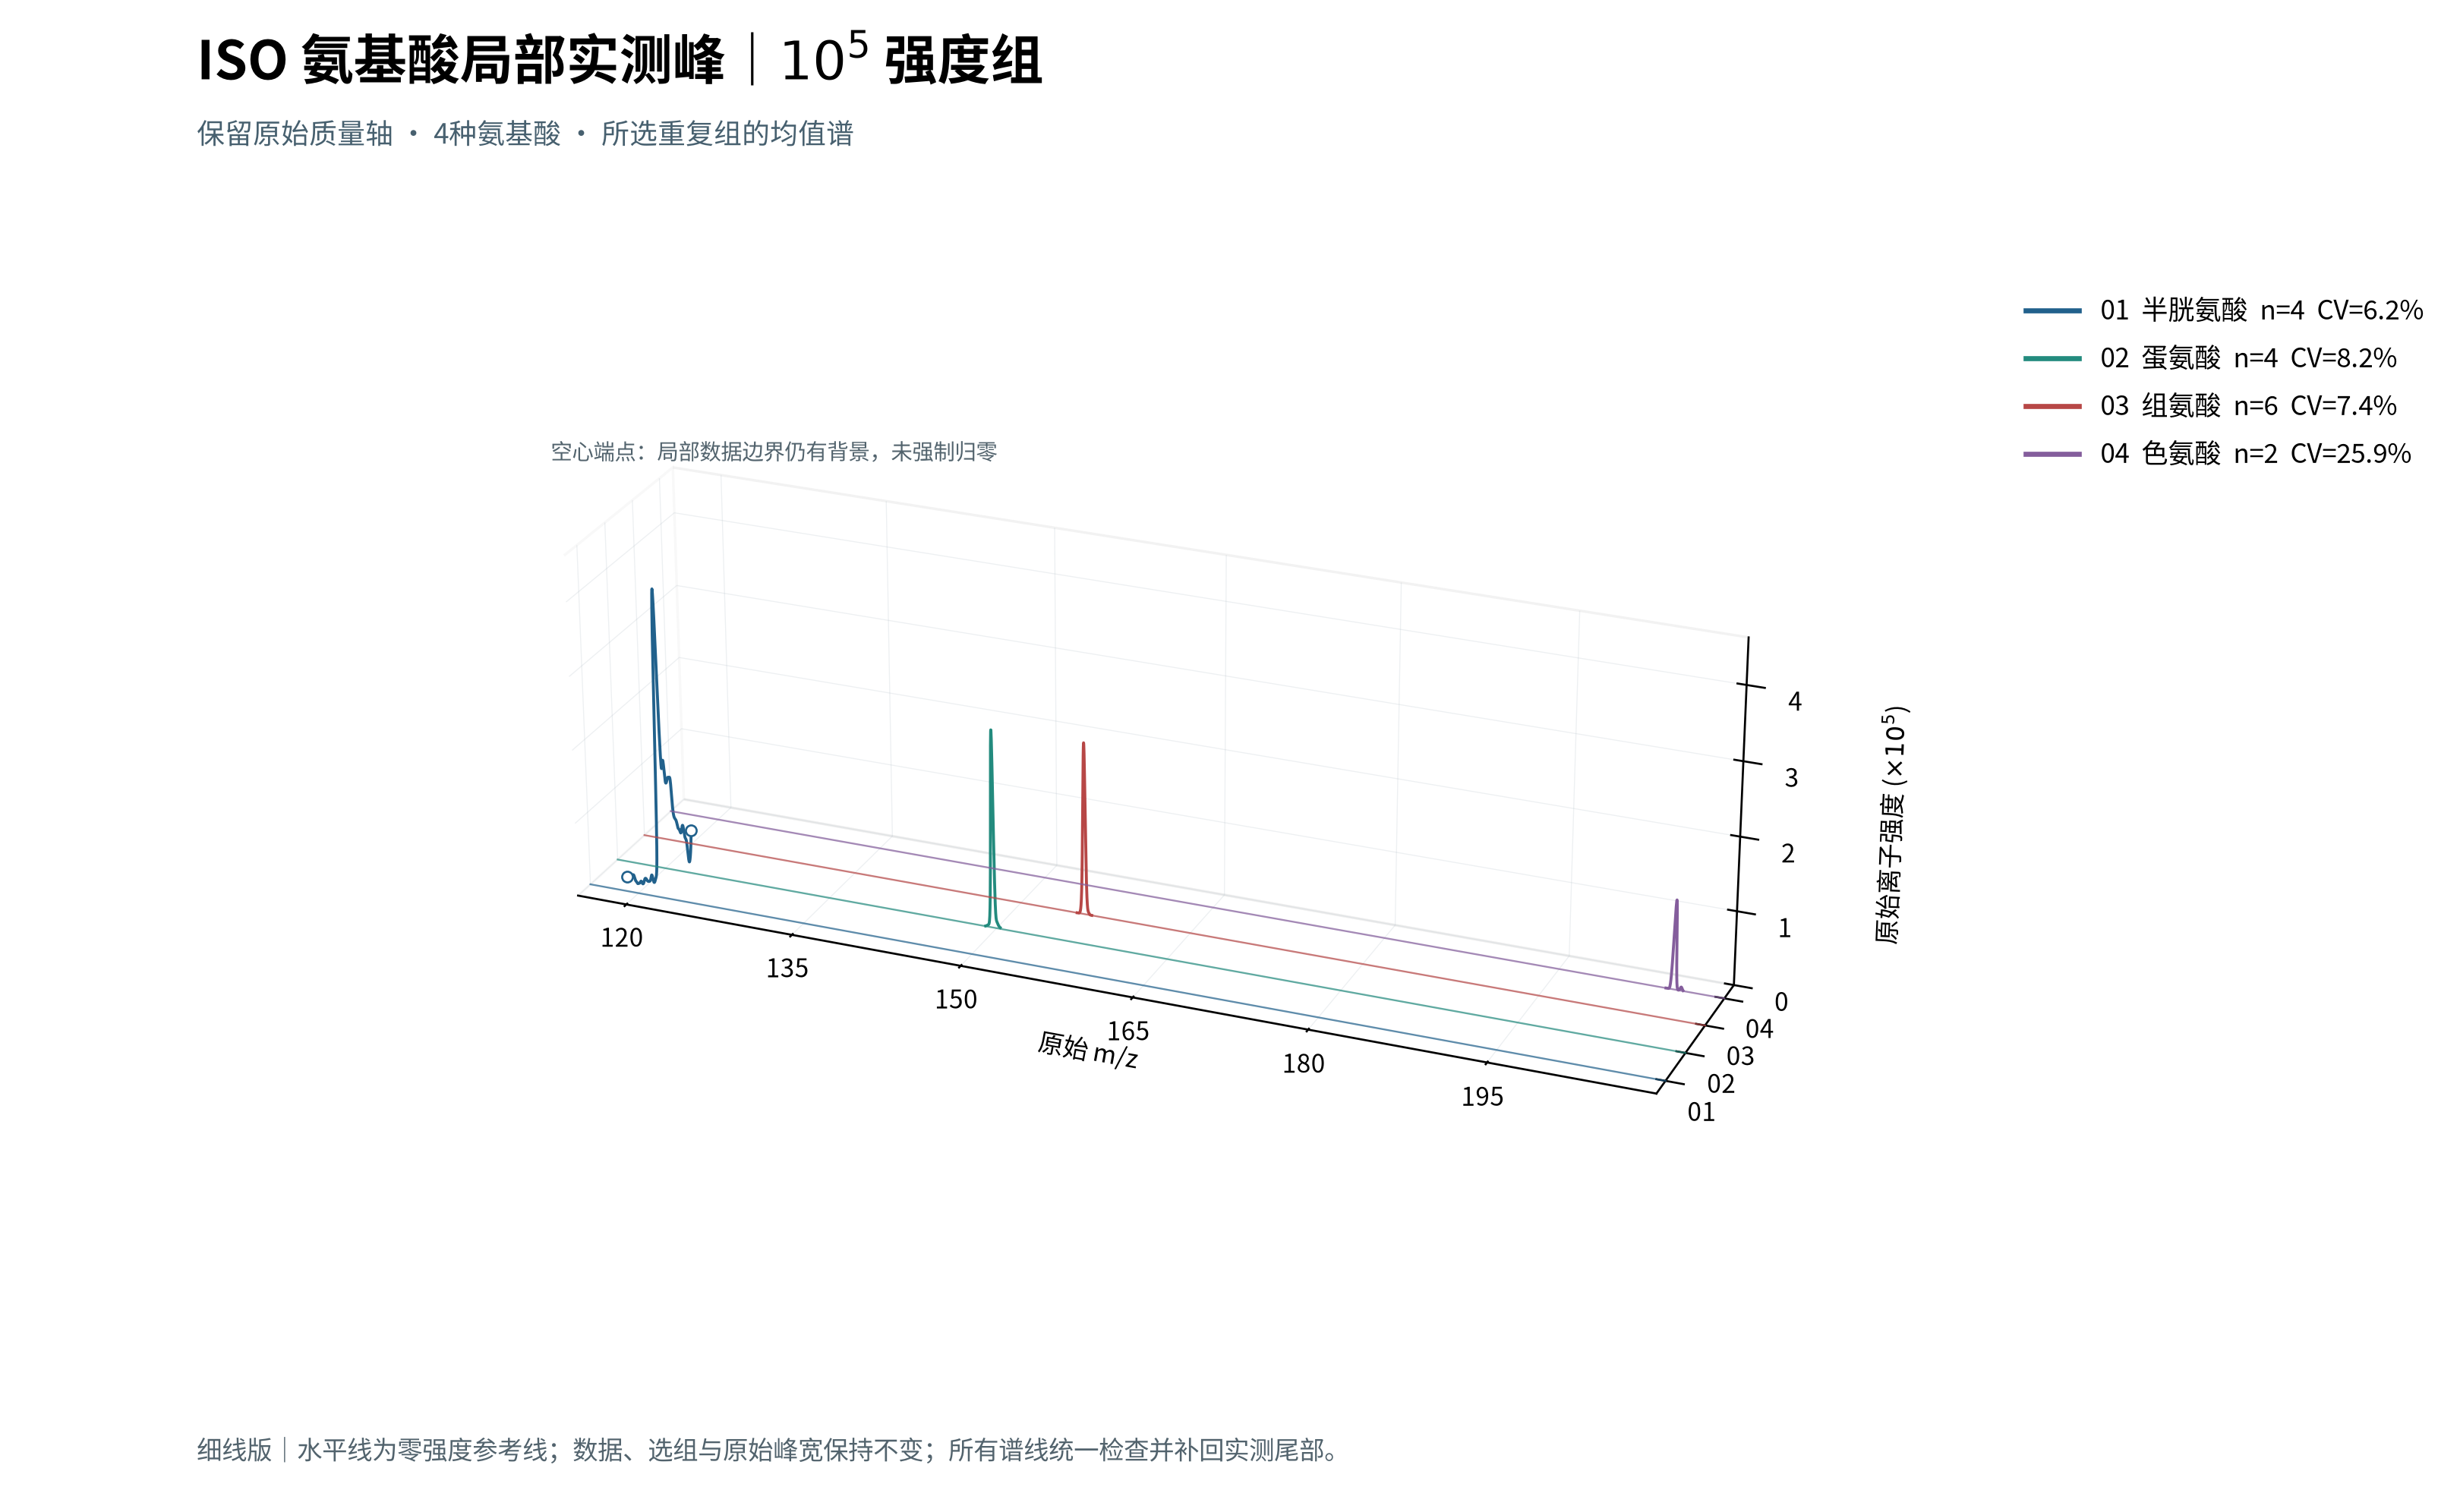 ISO 氨基酸局部实测峰｜10⁵ 强度组
保留原始质量轴 · 4种氨基酸 · 所选重复组的均值谱
01 半胱氨酸 n=4 CV=6.2%
02 蛋氨酸 n=4 CV=8.2%
03 组氨酸 n=6 CV=7.4%
04 色氨酸 n=2 CV=25.9%
空心端点：局部数据边界仍有背景，未强制归零
4
3
2
1
0
原始离子强度 (×10⁵)
04
03
02
01
120
135
150
165
180
195
原始 m/z
细线版｜水平线为零强度参考线；数据、选组与原始峰宽保持不变；所有谱线统一检查并补回实测尾部。